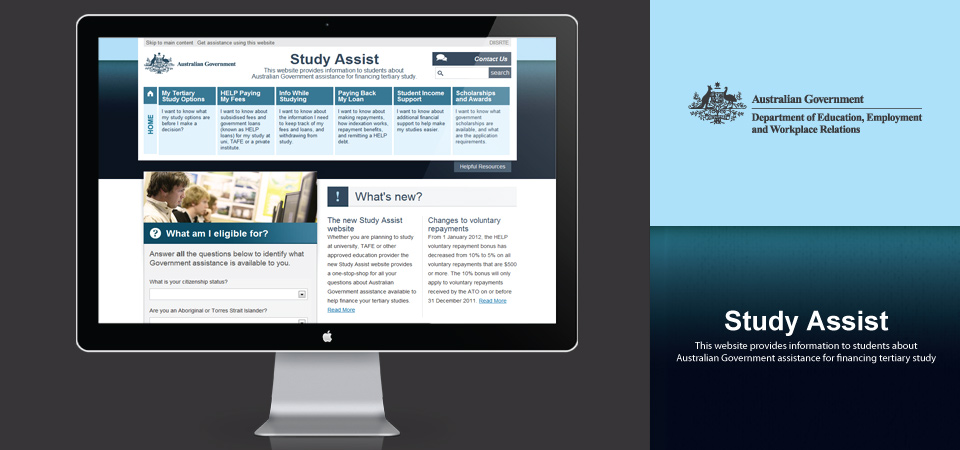 Skip to main content
Get assistance using this website
DIISRTE
Australian Government
Study Assist
This website provides information to students about
Australian Government assistance for financing tertiary study
Contact Us
search
HOME
My Tertiary
Study Options
I want to know what
my study options are
before I make a
decision?
HELP Paying
My Fees
I want to know about
subsidised fees and
government loans
(known as HELP
loans) for my study at
uni, TAFE or a private
institute.
Info While
Studying
I want to know about
the information I need
to keep track of my
fees and loans, and
withdrawing from
study.
Paying Back
My Loan
I want to know about
making repayments,
how indexation works,
repayment benefits,
and remitting a HELP
debt.
Student Income
Support
I want to know about
additional financial
support to help make
my studies easier.
Scholarships
and Awards
I want to know what
government
scholarships are
available, and what
are the application
requirements
Helpful Resources
? What am I eligible for?
Answer all the questions below to identify what
Government assistance is available to you.
What is your citizenship status?
Are you an Aboriginal or Torres Strait Islander?
! What's new?
The new Study Assist
website
Whether you are planning to study
at university, TAFE or other
approved education provider the
new Study Assist website provides
a one-stop-shop for all your
questions about Australian
Government assistance available to
help finance your tertiary studies.
Read More
Changes to voluntary
repayments
From 1 January 2012, the HELP
voluntary repayment bonus has
decreased from 10% to 5% on all
voluntary repayments that are $500
or more. The 10% bonus will only
apply to voluntary repayments
received by the ATO on or before
31 December 2011. Read More
Australian Government
Department of Education, Employment
and Workplace Relations
Study Assist
This website provides information to students about
Australian Government assistance for financing tertiary study